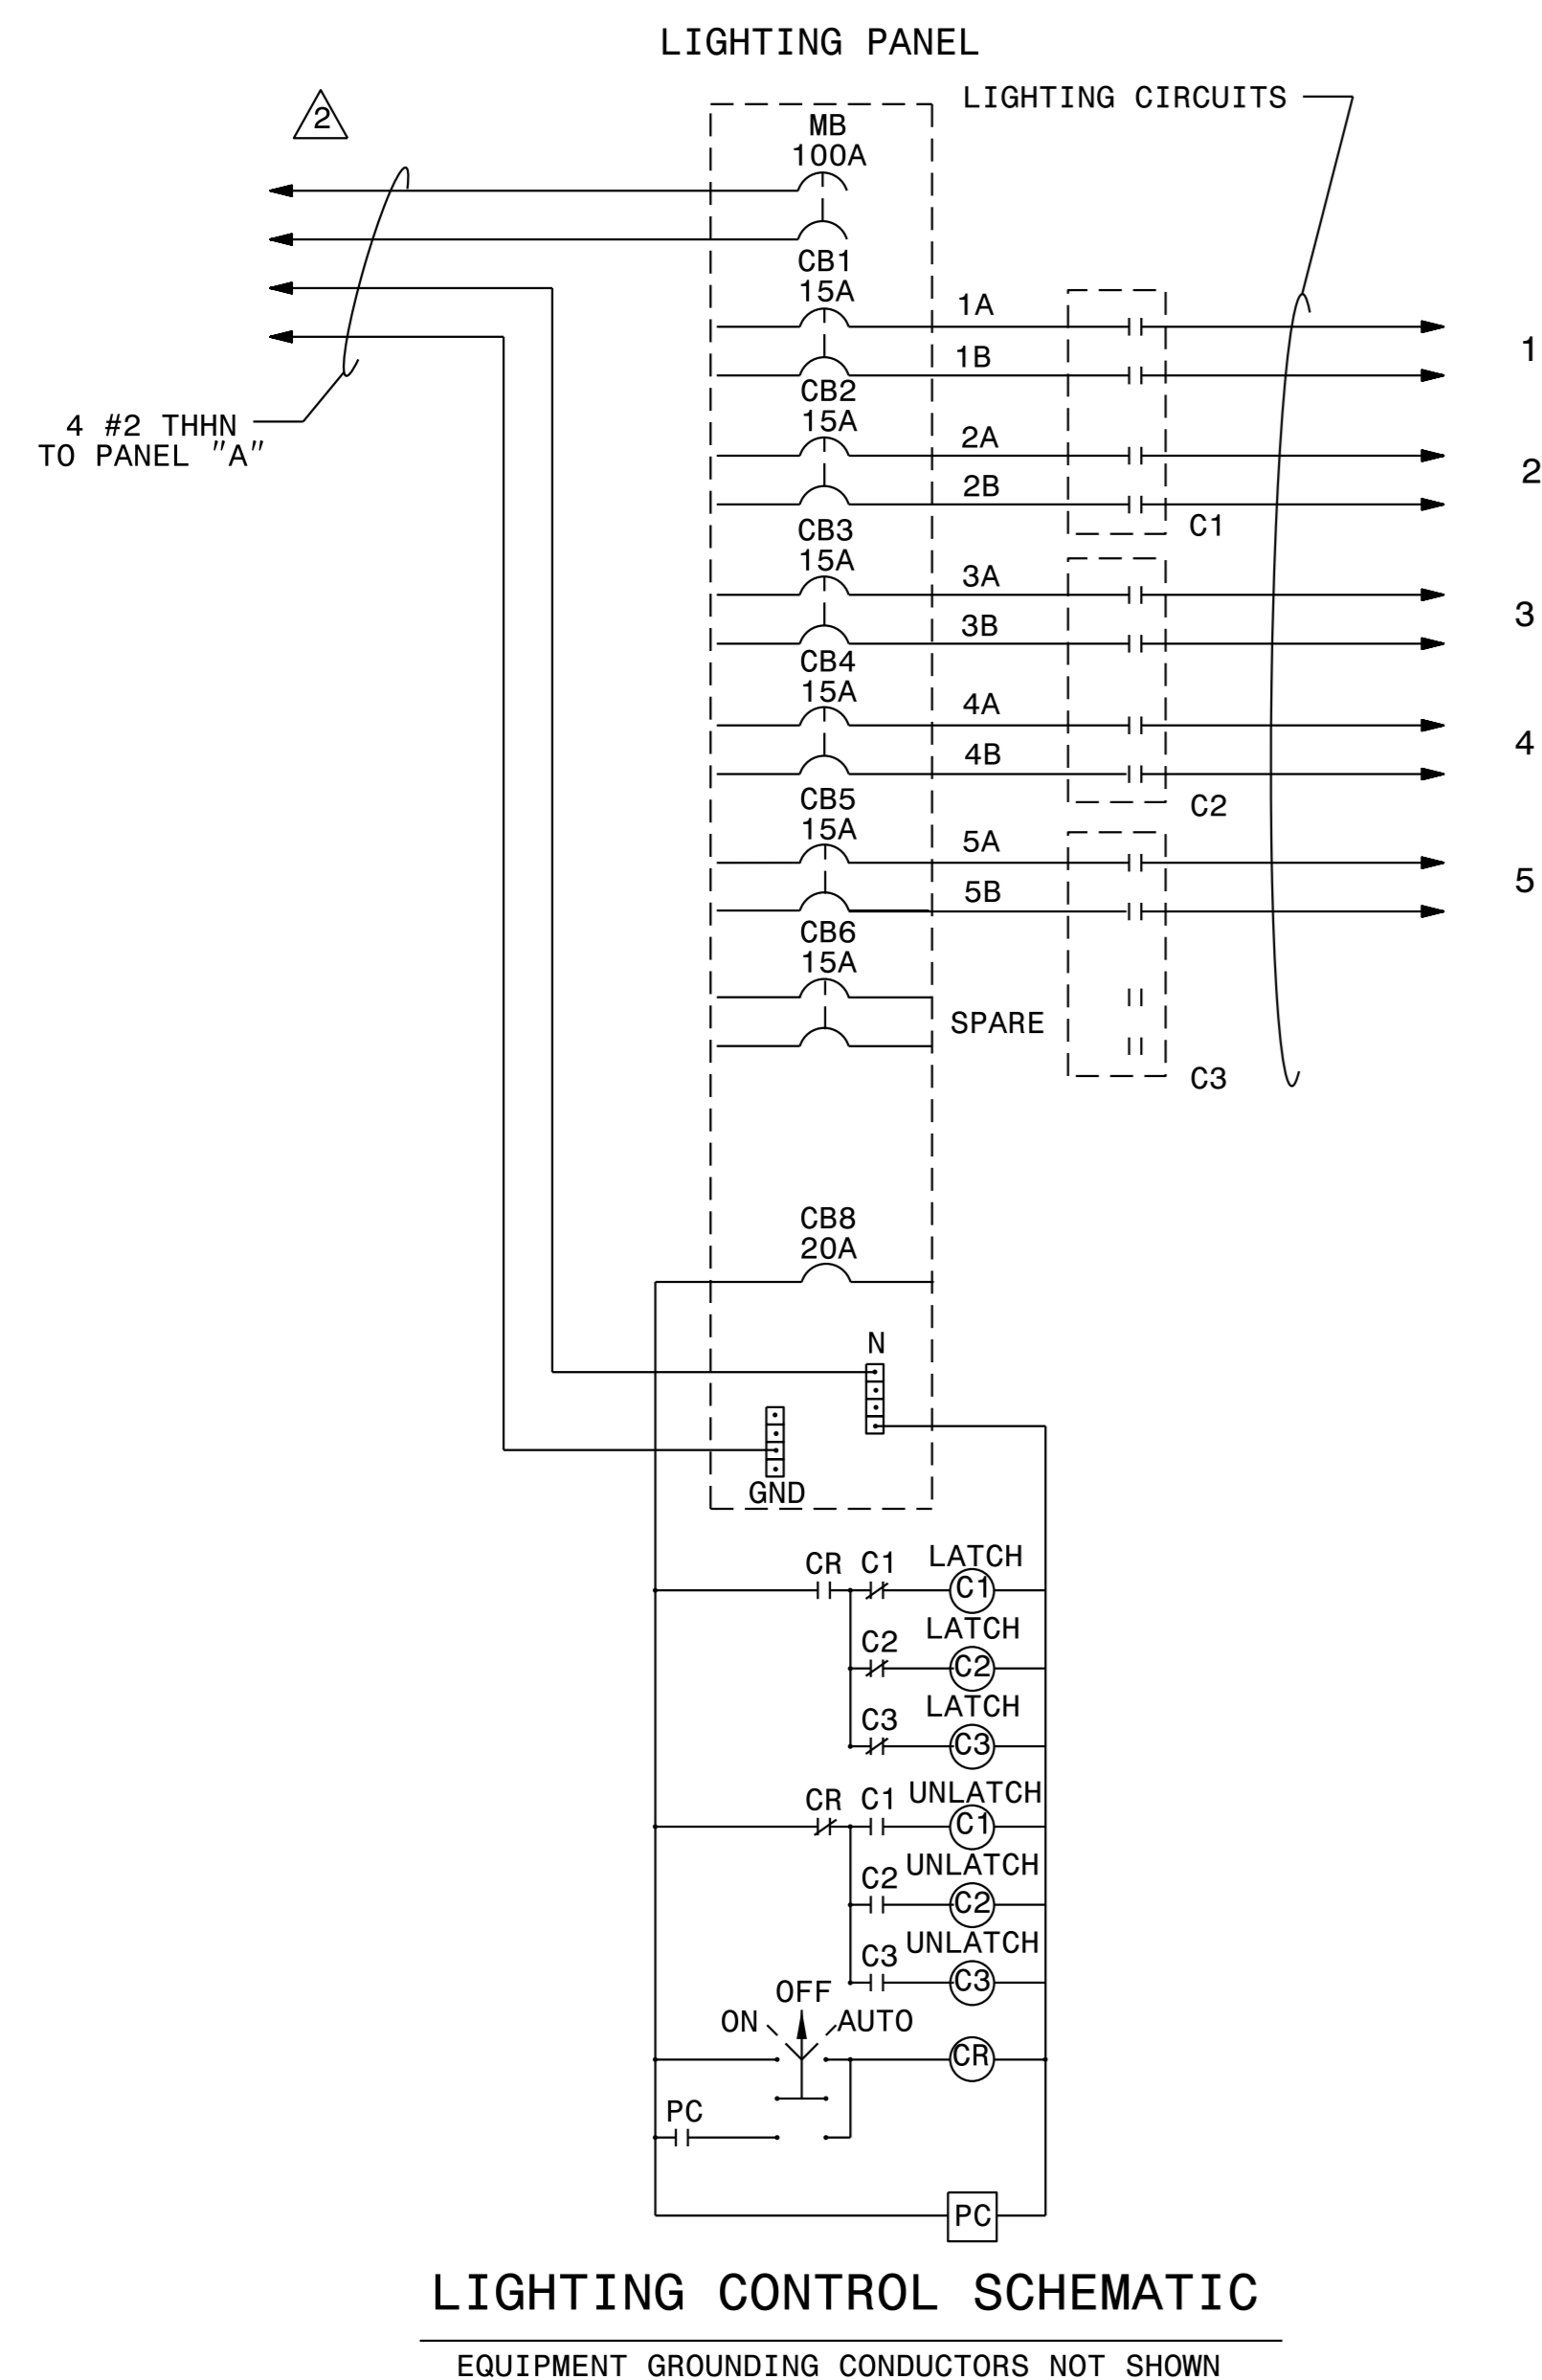 LIGHTING PANEL
LIGHTING CIRCUITS
2
MB
100A
CB1
15A
1A
1
1B
4 #2 THHN
TO PANEL "A"
CB2
15A
2A
2
2B
C1
CB3
15A
3A
3
3B
CB4
15A
4A
4
4B
C2
CB5
15A
5A
5
5B
CB6
15A
SPARE
C3
CB8
20A
N
GND
CR C1 LATCH
C1
C2 LATCH
C2
C3 LATCH
C3
CR C1 UNLATCH
C1
C2 UNLATCH
C2
C3 UNLATCH
C3
OFF
ON AUTO
CR
PC
PC
LIGHTING CONTROL SCHEMATIC
EQUIPMENT GROUNDING CONDUCTORS NOT SHOWN